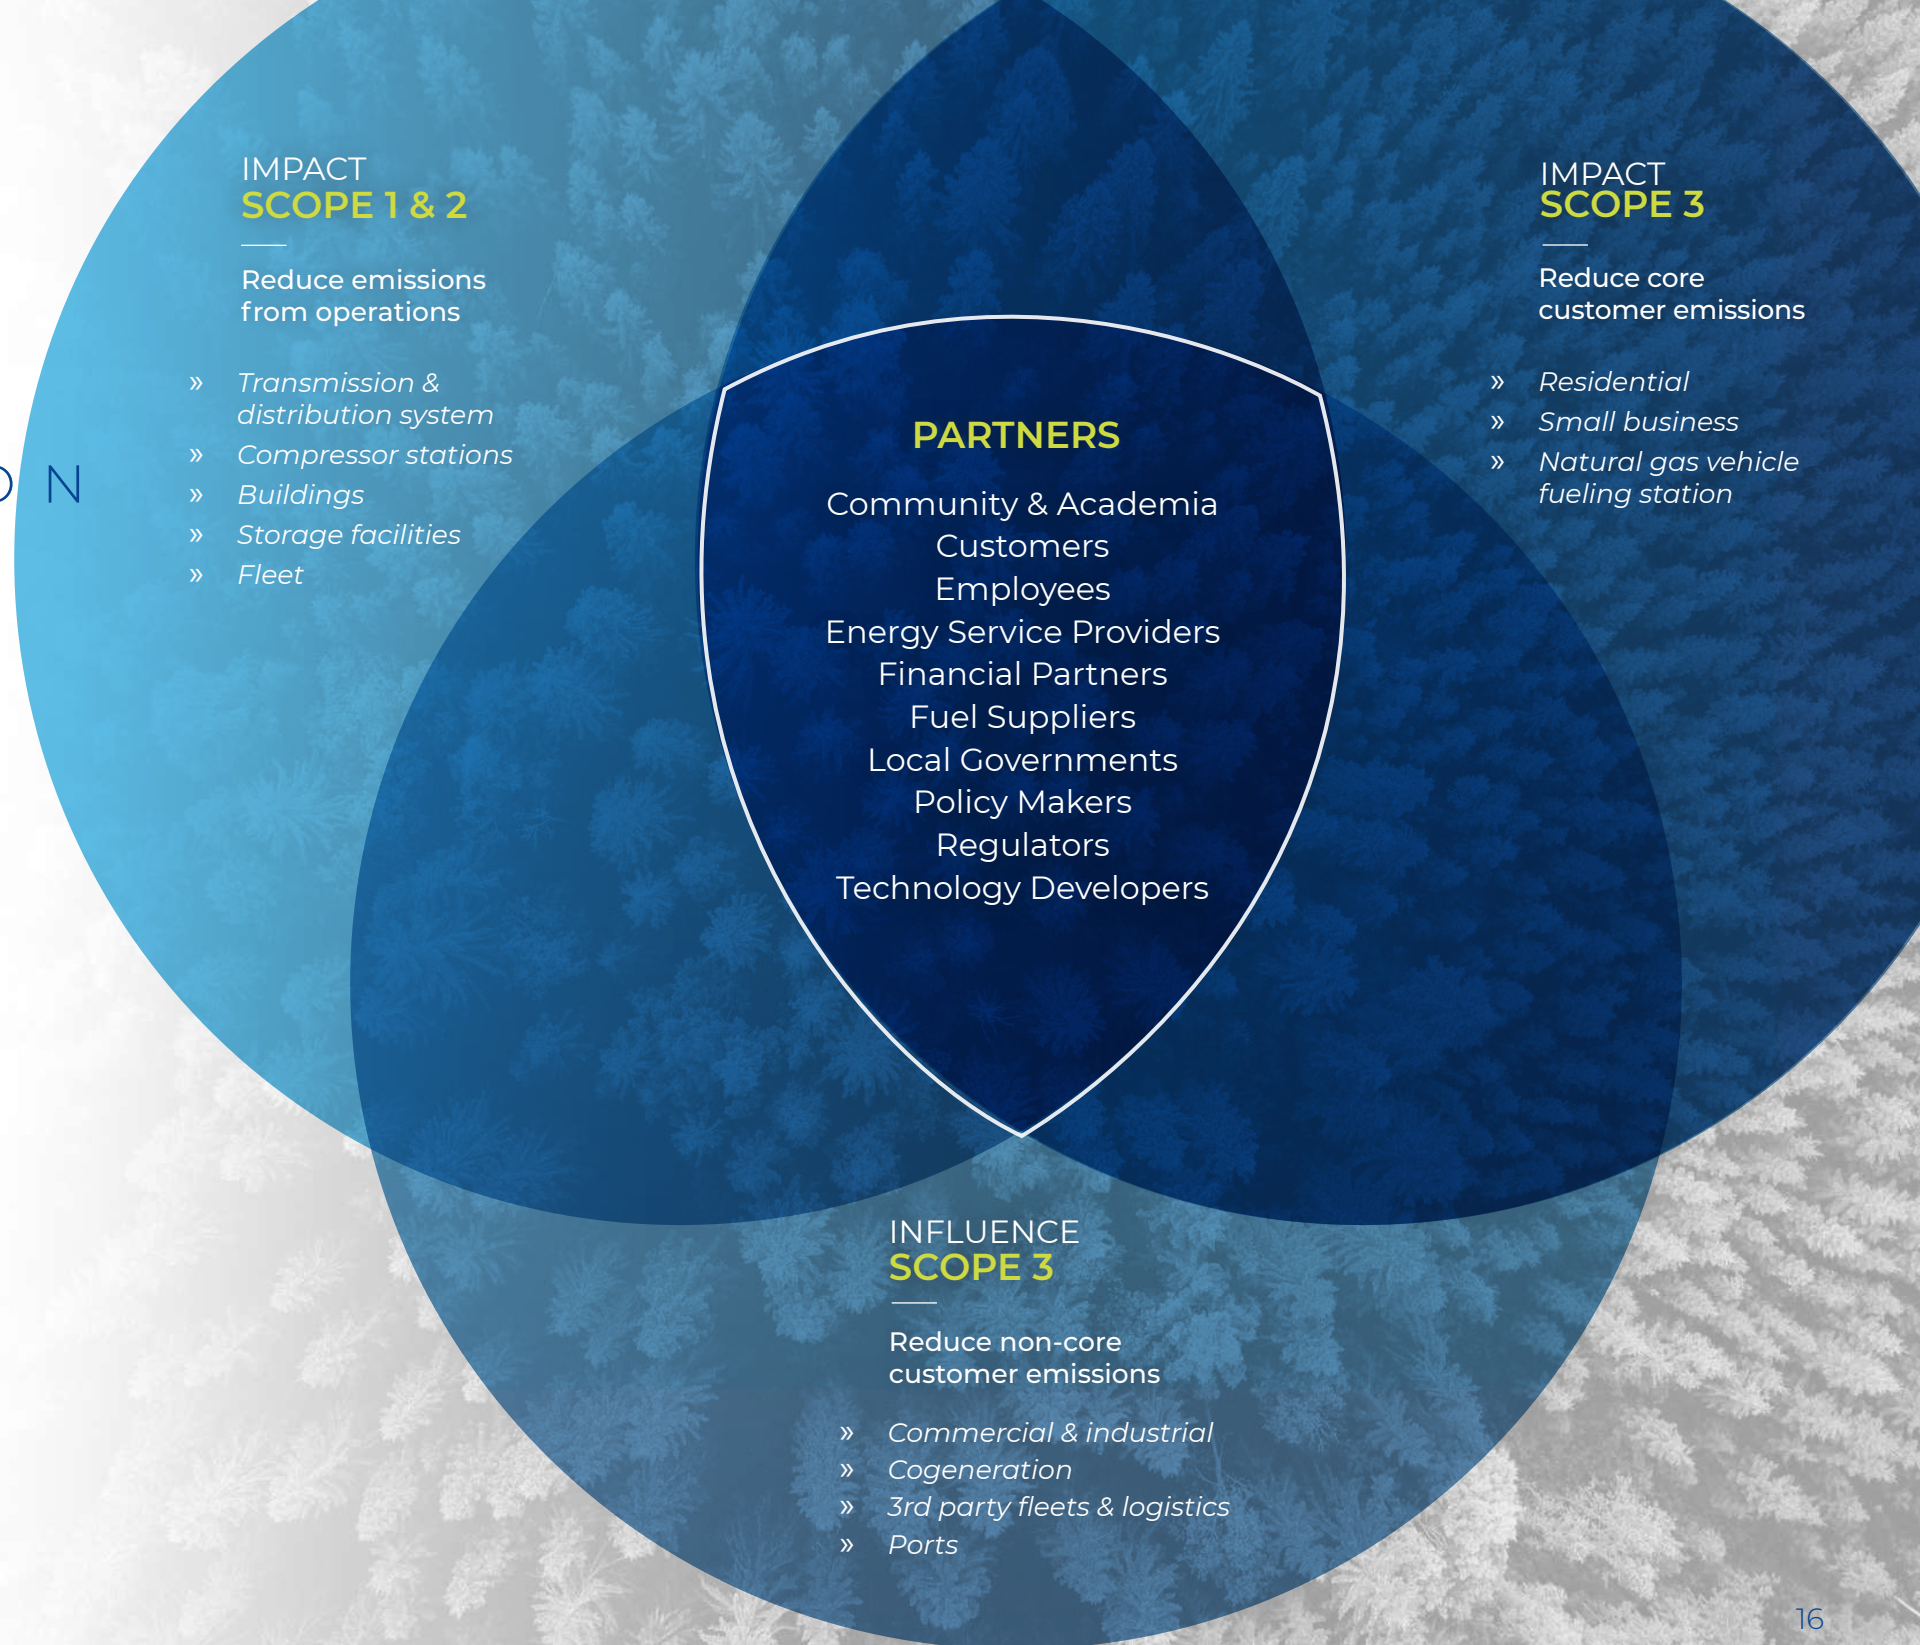 IMPACT
SCOPE 1 & 2
Reduce emissions
from operations
» Transmission &
distribution system
» Compressor stations
» Buildings
» Storage facilities
» Fleet
O N
PARTNERS
Community & Academia
Customers
Employees
Energy Service Providers
Financial Partners
Fuel Suppliers
Local Governments
Policy Makers
Regulators
Technology Developers
IMPACT
SCOPE 3
Reduce core
customer emissions
» Residential
» Small business
» Natural gas vehicle
fueling station
INFLUENCE
SCOPE 3
Reduce non-core
customer emissions
» Commercial & industrial
» Cogeneration
» 3rd party fleets & logistics
» Ports
16